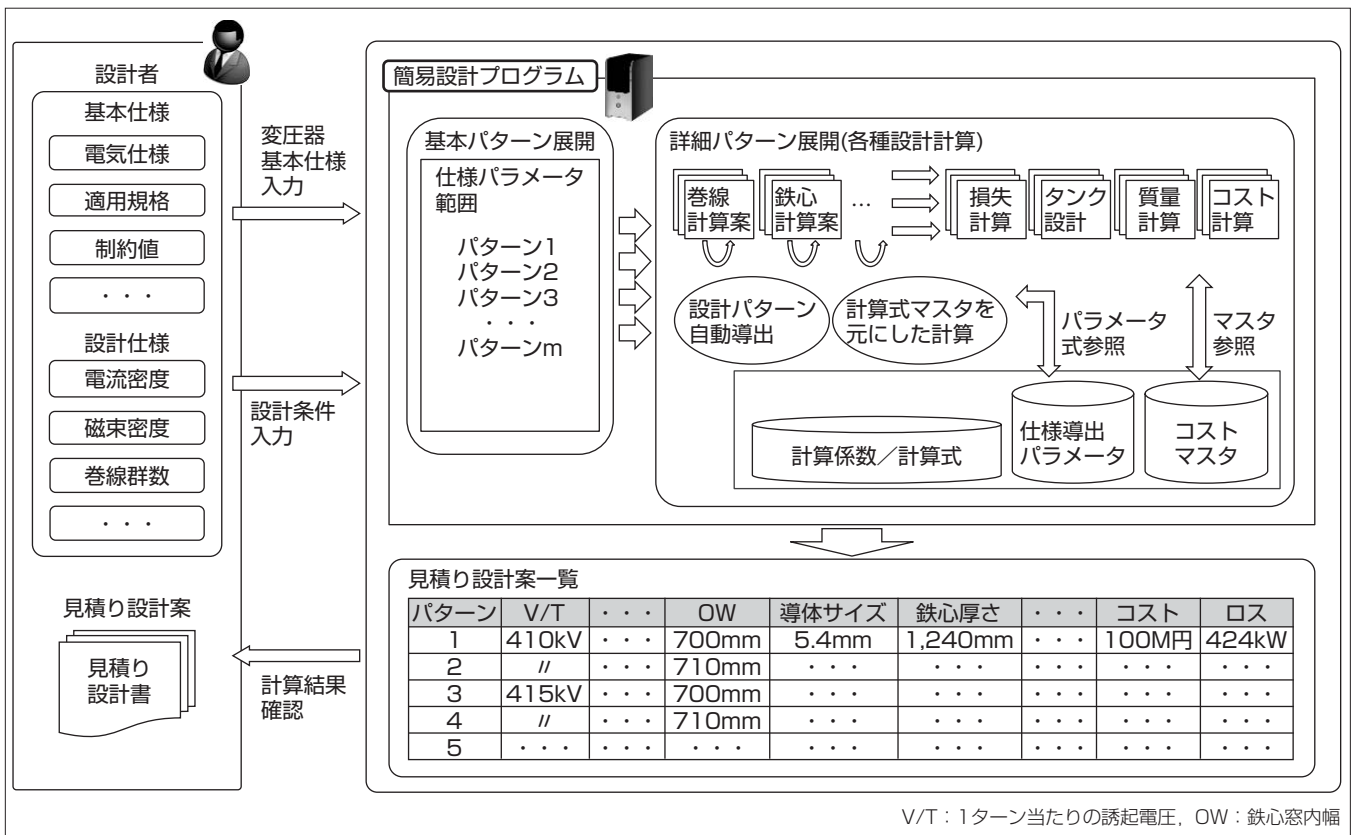 設計者
基本仕様
電気仕様
適用規格
制約値
・・・
設計仕様
電流密度
磁束密度
巻線群数
・・・
見積り設計案
見積り
設計書
変圧器
基本仕様
入力
設計条件
入力
計算結果
確認
簡易設計プログラム
基本パターン展開
仕様パラメータ
範囲
パターン1
パターン2
パターン3
・・・
パターンm
詳細パターン展開(各種設計計算)
巻線
計算案
鉄心
計算案
…
損失
計算
タンク
設計
質量
計算
コスト
計算
設計パターン
自動導出
計算式マスタを
元にした計算
パラメータ
式参照
マスタ
参照
計算係数／計算式
仕様導出
パラメータ
コスト
マスタ
見積り設計案一覧
パターン V/T ・・・ OW 導体サイズ 鉄心厚さ ・・・ コスト ロス
1 410kV ・・・ 700mm 5.4mm 1,240mm ・・・ 100M円 424kW
2 〃 ・・・ 710mm ・・・ ・・・ ・・・ ・・・ ・・・
3 415kV ・・・ 700mm ・・・ ・・・ ・・・ ・・・ ・・・
4 〃 ・・・ 710mm ・・・ ・・・ ・・・ ・・・ ・・・
5 ・・・ ・・・ ・・・ ・・・ ・・・ ・・・ ・・・ ・・・
V/T：1ターン当たりの誘起電圧，OW：鉄心窓内幅